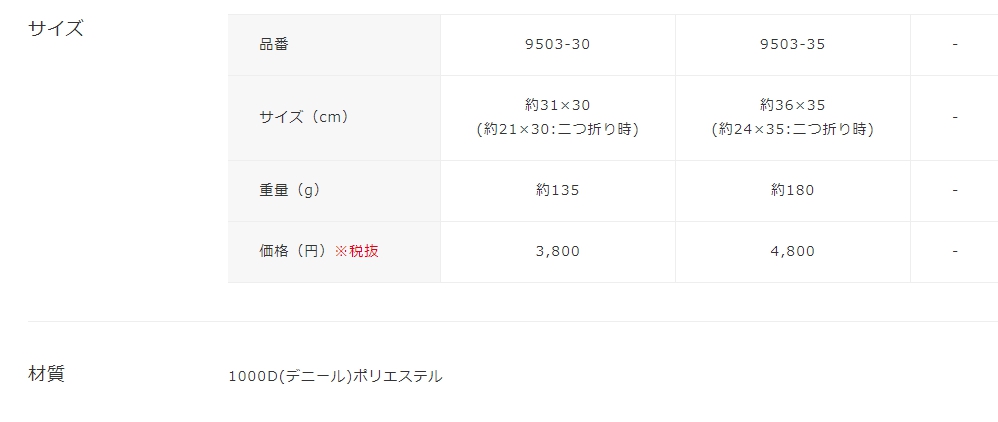 サイズ
品番 9503-30 9503-35 -
サイズ（cm） 約31×30 (約21×30:二つ折り時) 約36×35 (約24×35:二つ折り時) -
重量（g） 約135 約180 -
価格（円）※税抜 3,800 4,800 -
材質 1000D(デニール)ポリエステル